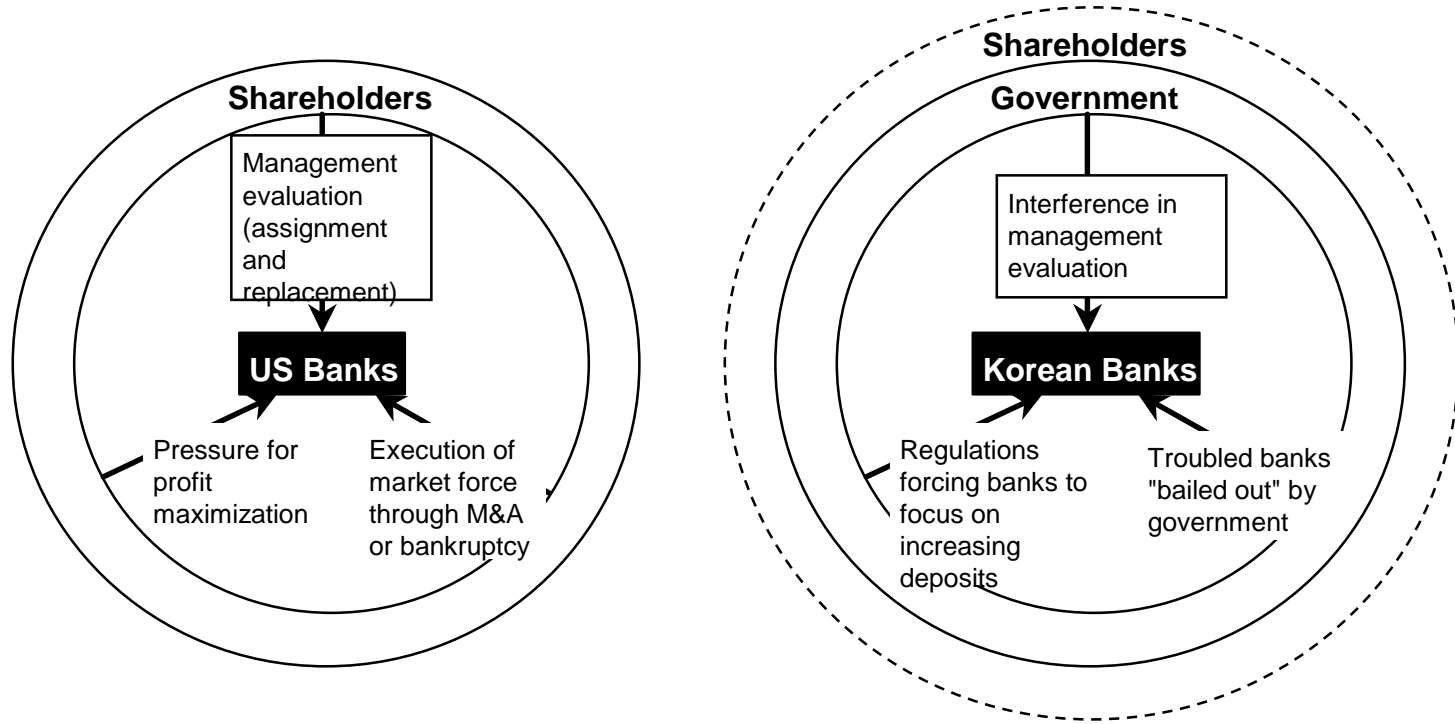 Shareholders
Management
evaluation
(assignment
and
replacement)
US Banks
Pressure for
profit
maximization
Execution of
market force
through M&A
or bankruptcy
Shareholders
Government
Interference in
management
evaluation
Korean Banks
Regulations
forcing banks to
focus on
increasing
deposits
Troubled banks
"bailed out" by
government